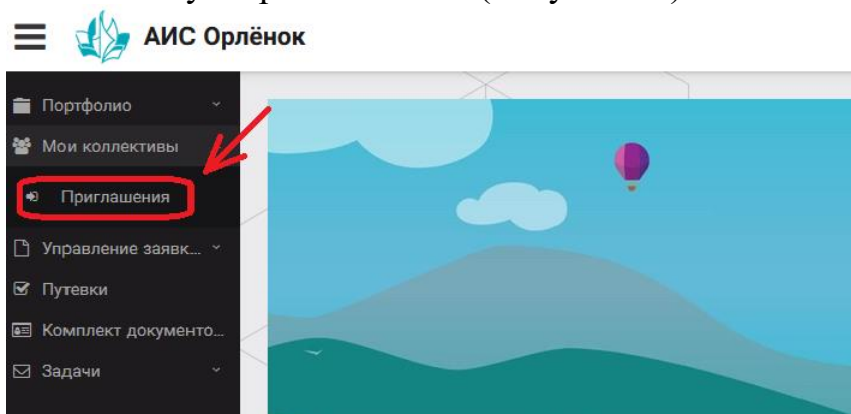 АИС Орлёнок
Портфолио
Мои коллективы
Приглашения
Управление заявк...
Путевки
Комплект документо...
Задачи